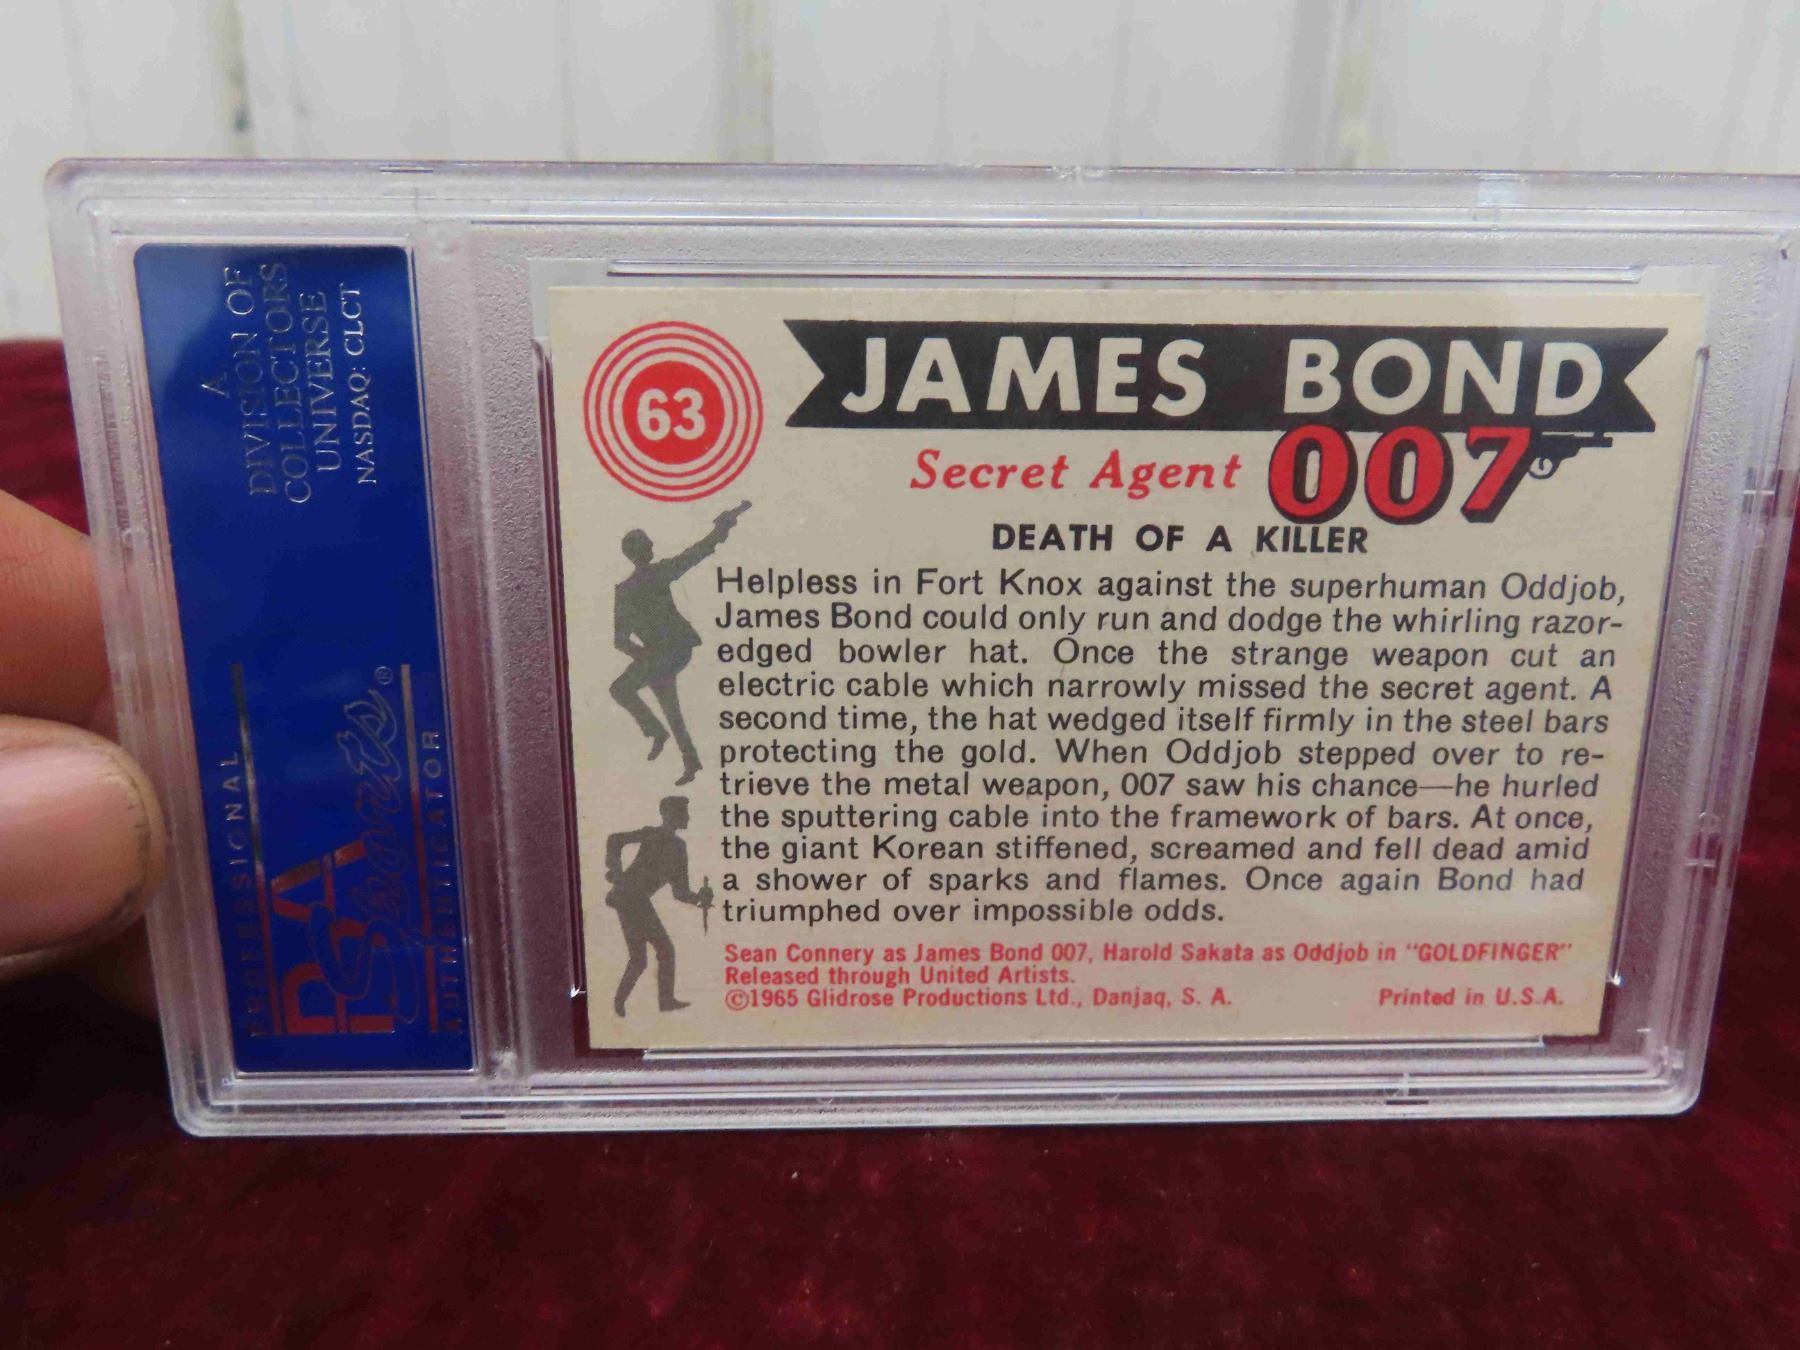 A
DIVISION OF
COLLECTORS
UNIVERSE
NASDAQ: CLCT
PROFESSIONAL
PSA
Sports®
AUTHENTICATOR
63
JAMES BOND
Secret Agent 007
DEATH OF A KILLER
Helpless in Fort Knox against the superhuman Oddjob,
James Bond could only run and dodge the whirling razor-
edged bowler hat. Once the strange weapon cut an
electric cable which narrowly missed the secret agent. A
second time, the hat wedged itself firmly in the steel bars
protecting the gold. When Oddjob stepped over to re-
trieve the metal weapon, 007 saw his chance—he hurled
the sputtering cable into the framework of bars. At once,
the giant Korean stiffened, screamed and fell dead amid
a shower of sparks and flames. Once again Bond had
triumphed over impossible odds.
Sean Connery as James Bond 007, Harold Sakata as Oddjob in "GOLDFINGER"
Released through United Artists.
©1965 Glidrose Productions Ltd., Danjaq, S. A. Printed in U.S.A.